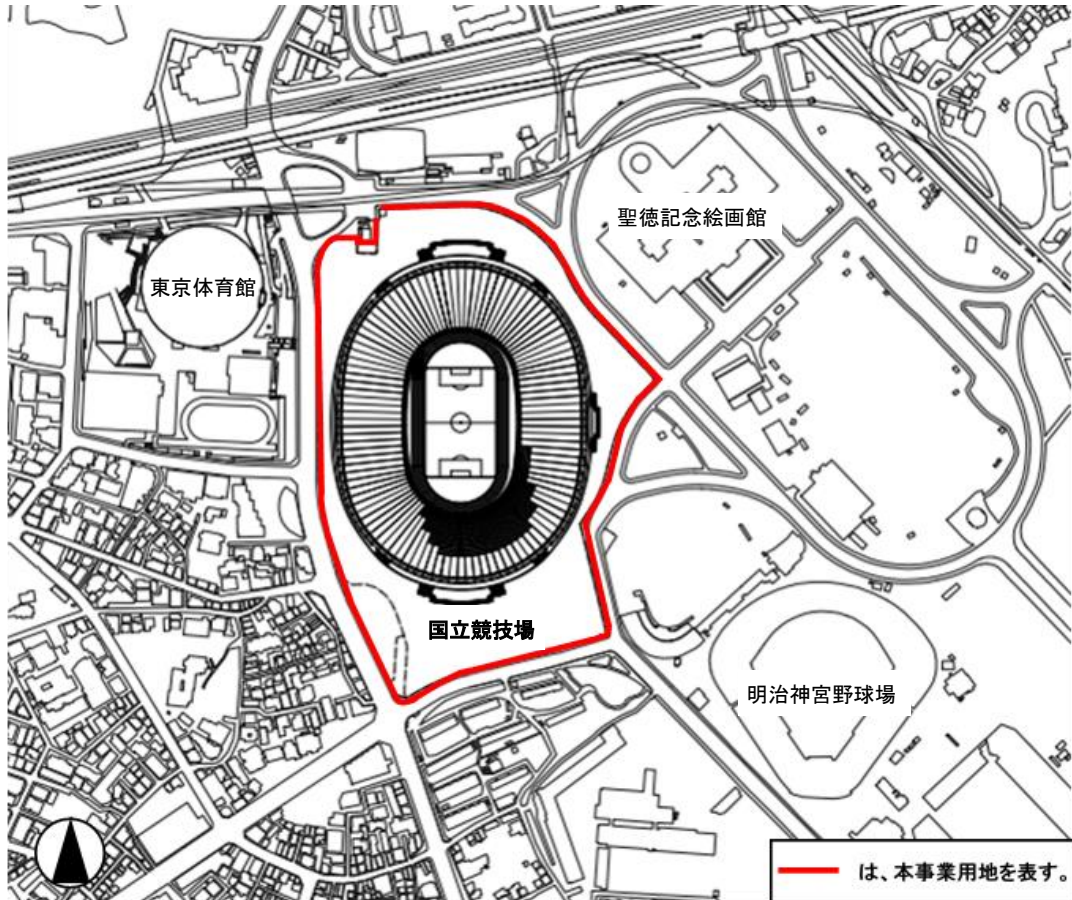 聖徳記念絵画館
東京体育館
国立競技場
明治神宮野球場
は、本事業用地を表す。